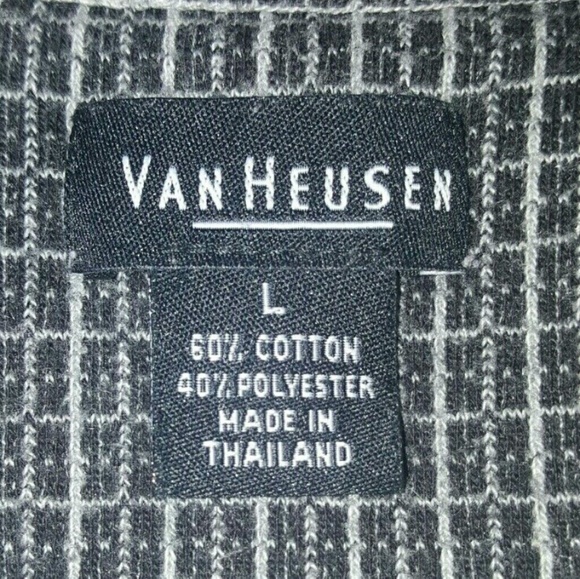 VAN HEUSEN
L
60% COTTON
40% POLYESTER
MADE IN
THAILAND